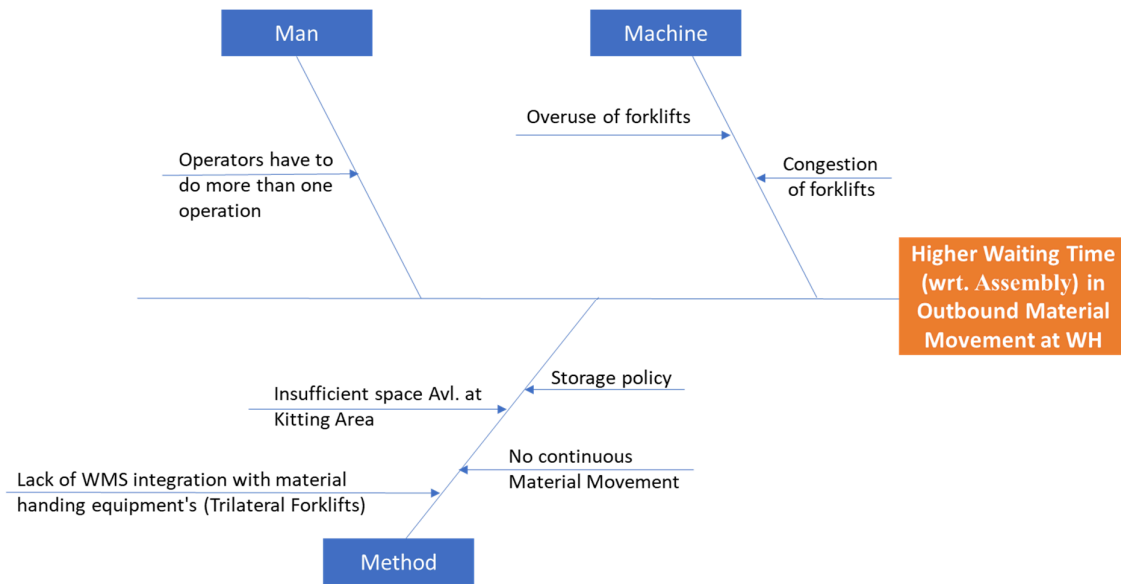 Man
Machine
Overuse of forklifts
Operators have to
do more than one
operation
Congestion
of forklifts
Higher Waiting Time
(wrt. Assembly) in
Outbound Material
Movement at WH
Storage policy
Insufficient space Avl. at
Kitting Area
No continuous
Material Movement
Lack of WMS integration with material
handing equipment's (Trilateral Forklifts)
Method